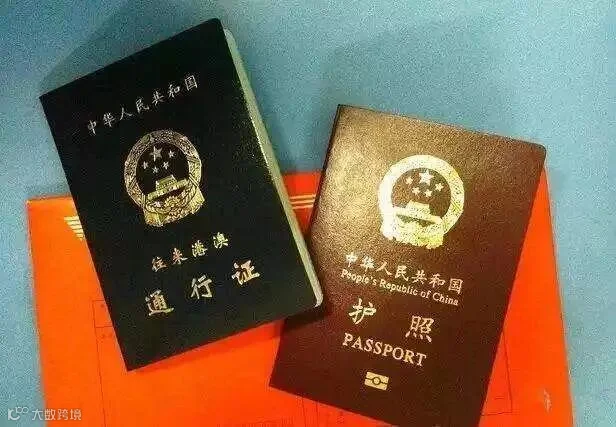 中华人民共和国
往来港澳
通行证
中华人民共和国
People's Republic of China
护照
PASSPORT
大数跨境